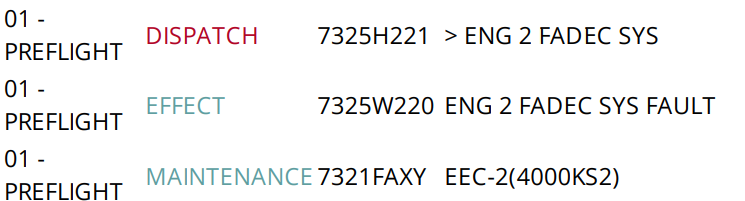 01 -
PREFLIGHT DISPATCH 7325H221 > ENG 2 FADEC SYS
01 -
PREFLIGHT EFFECT 7325W220 ENG 2 FADEC SYS FAULT
01 -
PREFLIGHT MAINTENANCE 7321FAXY EEC-2(4000KS2)